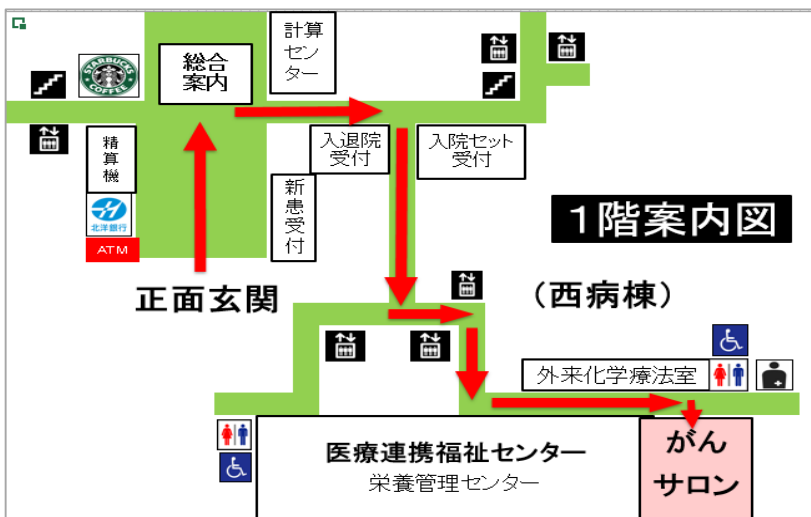 計算
センター
総合
案内
STARBUCKS
COFFEE
精算機
入退院
受付
入院セット
受付
新患受付
北洋銀行
ATM
1階案内図
正面玄関
（西病棟）
外来化学療法室
医療連携福祉センター
栄養管理センター
がん
サロン